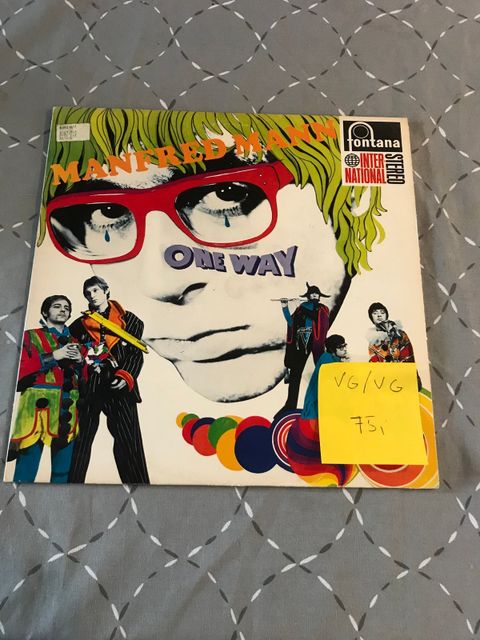 MANFRED MANN
fontana
INTER
NATIONAL
STEREO
ONE WAY
VG/VG
75,-